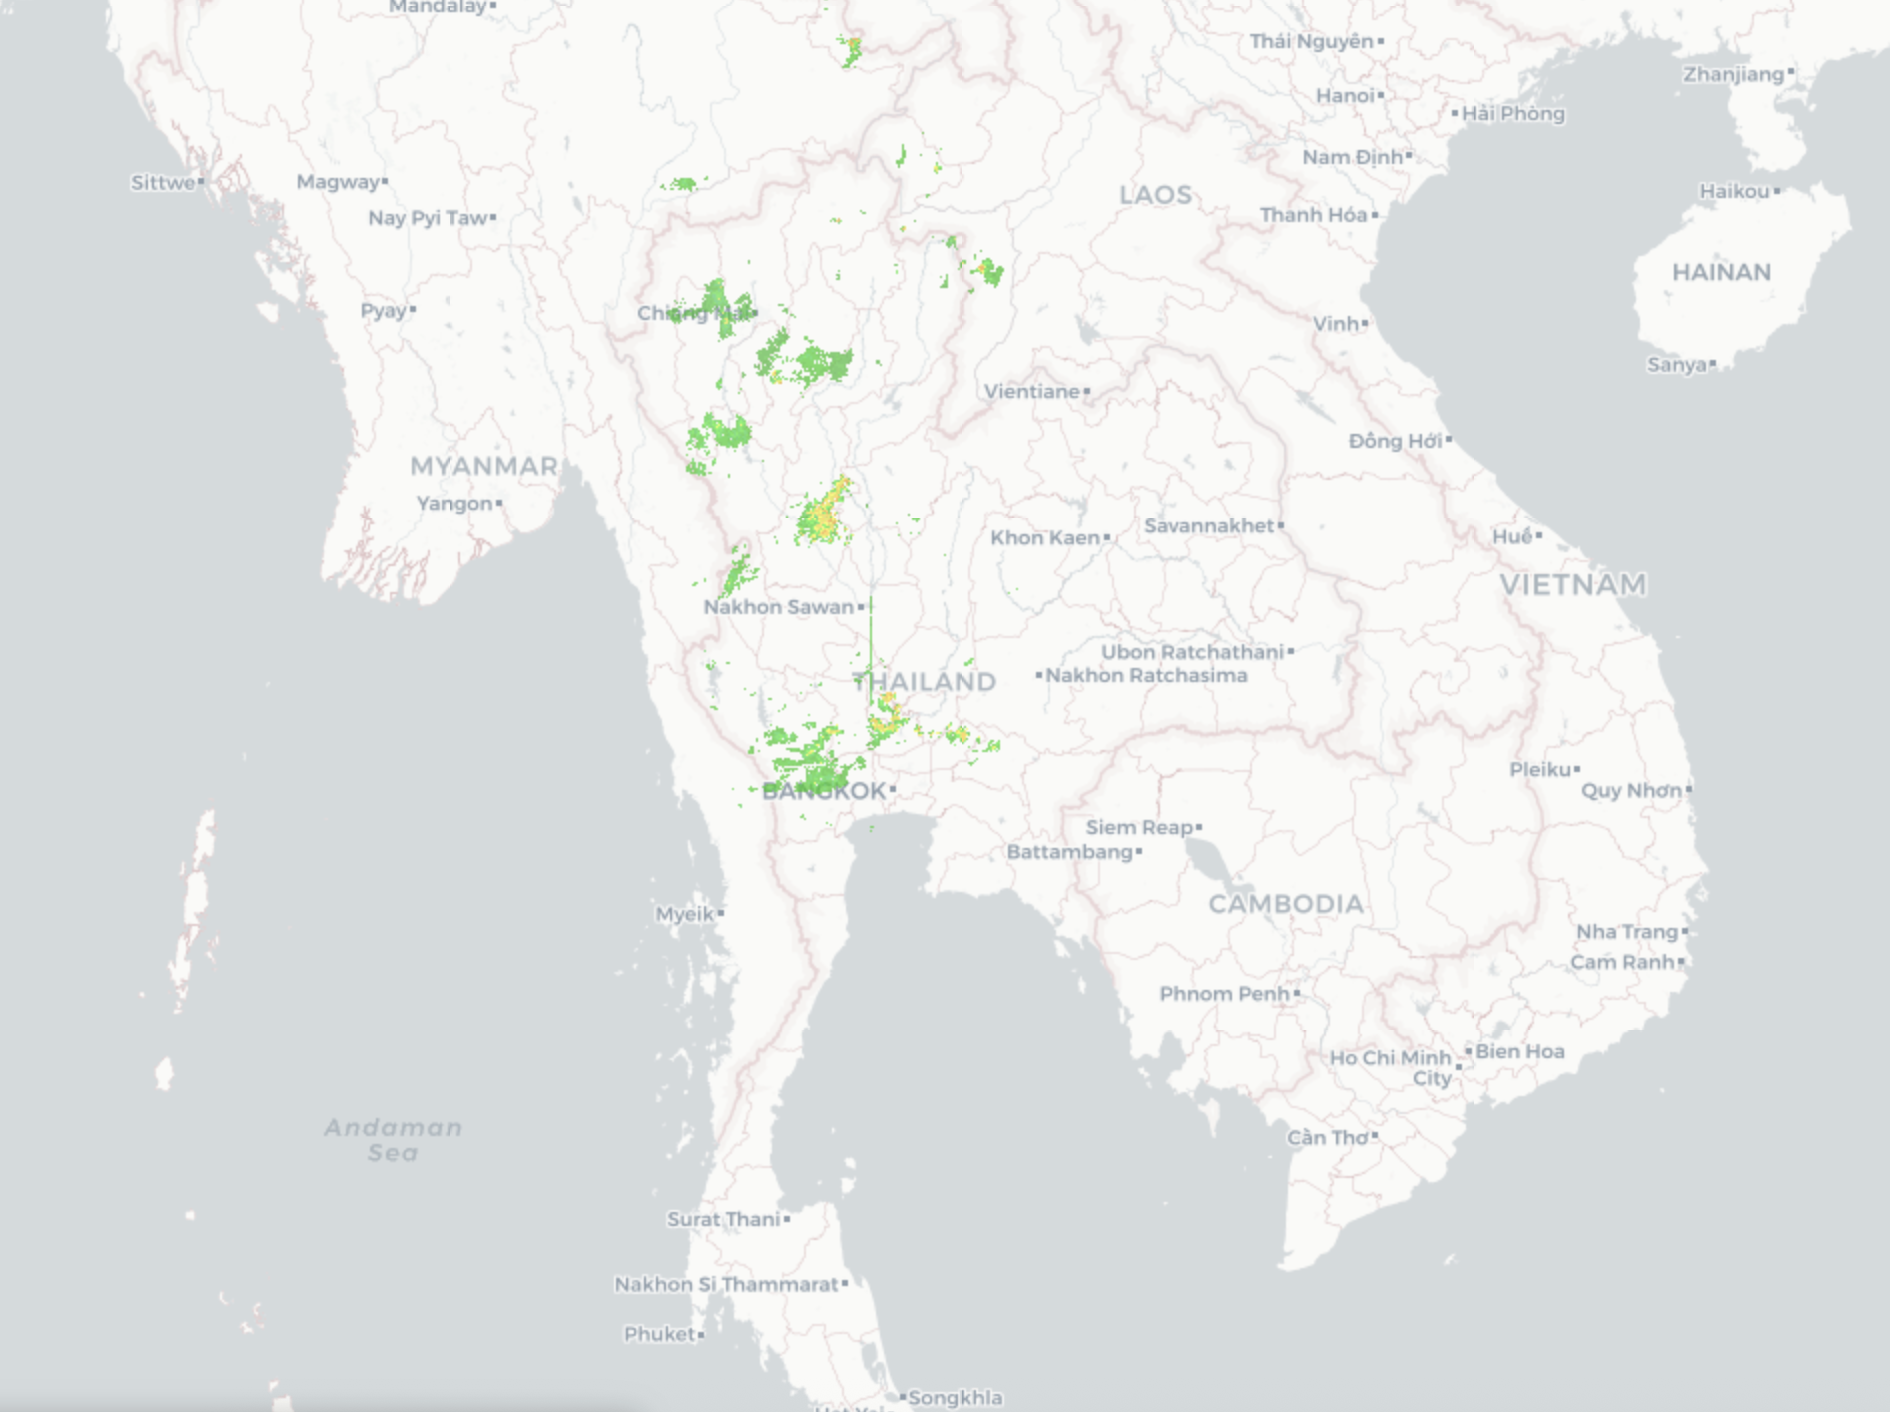 Mandalay
Thái Nguyên
Zhanjiang
Hanoi
Hải Phòng
Nam Định
Sittwe
Magway
LAOS
Haikou
Nay Pyi Taw
Thanh Hóa
HAINAN
Pyay
Chiang Mai
Vinh
Sanya
Vientiane
Đông Hới
MYANMAR
Yangon
Khon Kaen
Savannakhet
Huế
VIETNAM
Nakhon Sawan
Ubon Ratchathani
THAILAND
Nakhon Ratchasima
Pleiku
BANGKOK
Quy Nhơn
Siem Reap
Battambang
CAMBODIA
Myeik
Nha Trang
Cam Ranh
Phnom Penh
Ho Chi Minh
City
Bien Hoa
Andaman
Sea
Cần Thơ
Surat Thani
Nakhon Si Thammarat
Phuket
Songkhla